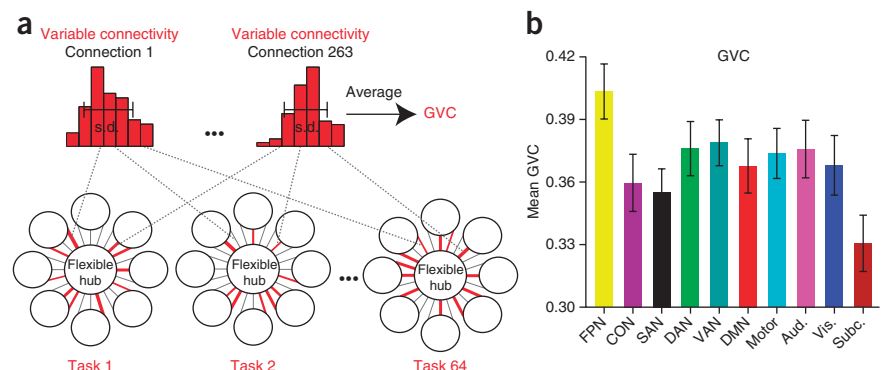 a
Variable connectivity
Connection 1
Variable connectivity
Connection 263
s.d.
...
s.d.
Average
GVC
Flexible
hub
Flexible
hub
...
Flexible
hub
Task 1
Task 2
Task 64
b
GVC
Mean GVC
0.42
0.39
0.36
0.33
0.30
FPN
CON
SAN
DAN
VAN
DMN
Motor
Aud.
Vis.
Subc.